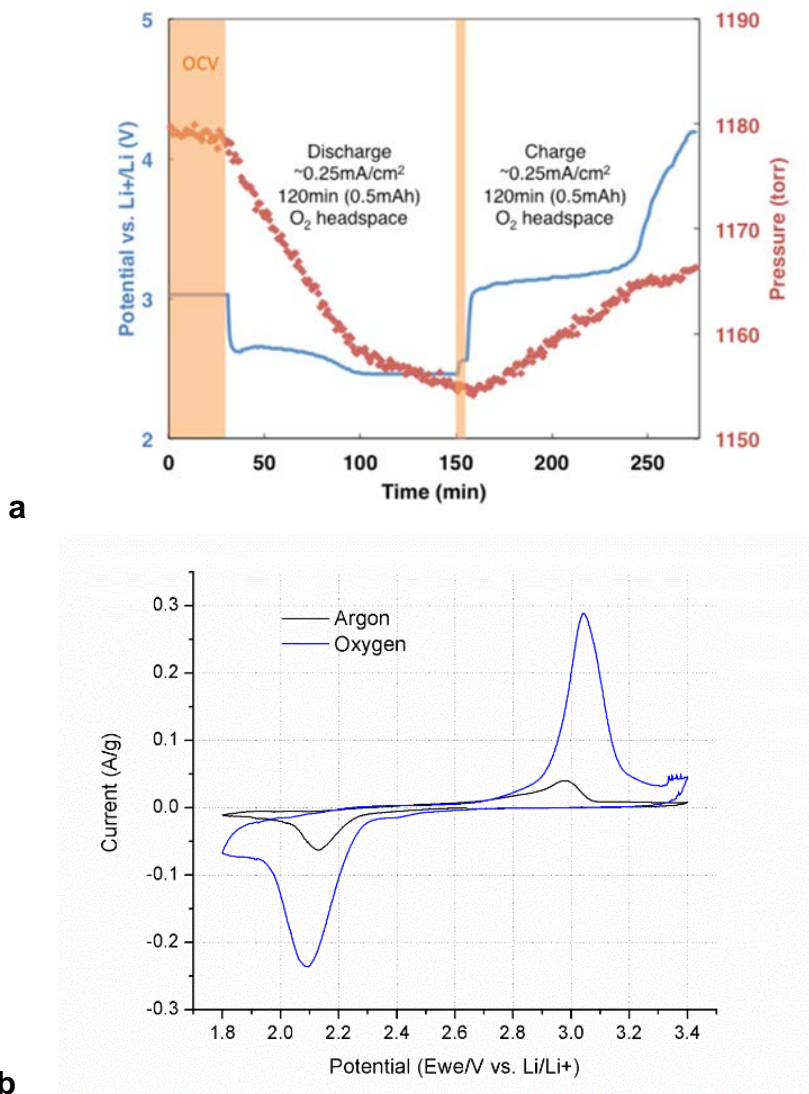 5
4
3
2
Potential vs. Li+/Li (V)
OCV
Discharge
~0.25mA/cm²
120min (0.5mAh)
O₂ headspace
Charge
~0.25mA/cm²
120min (0.5mAh)
O₂ headspace
1190
1180
1170
1160
1150
Pressure (torr)
0 50 100 150 200 250
Time (min)
a
0.3
0.2
0.1
0.0
-0.1
-0.2
-0.3
Current (A/g)
Argon
Oxygen
1.8 2.0 2.2 2.4 2.6 2.8 3.0 3.2 3.4
Potential (Ewe/V vs. Li/Li+)
b